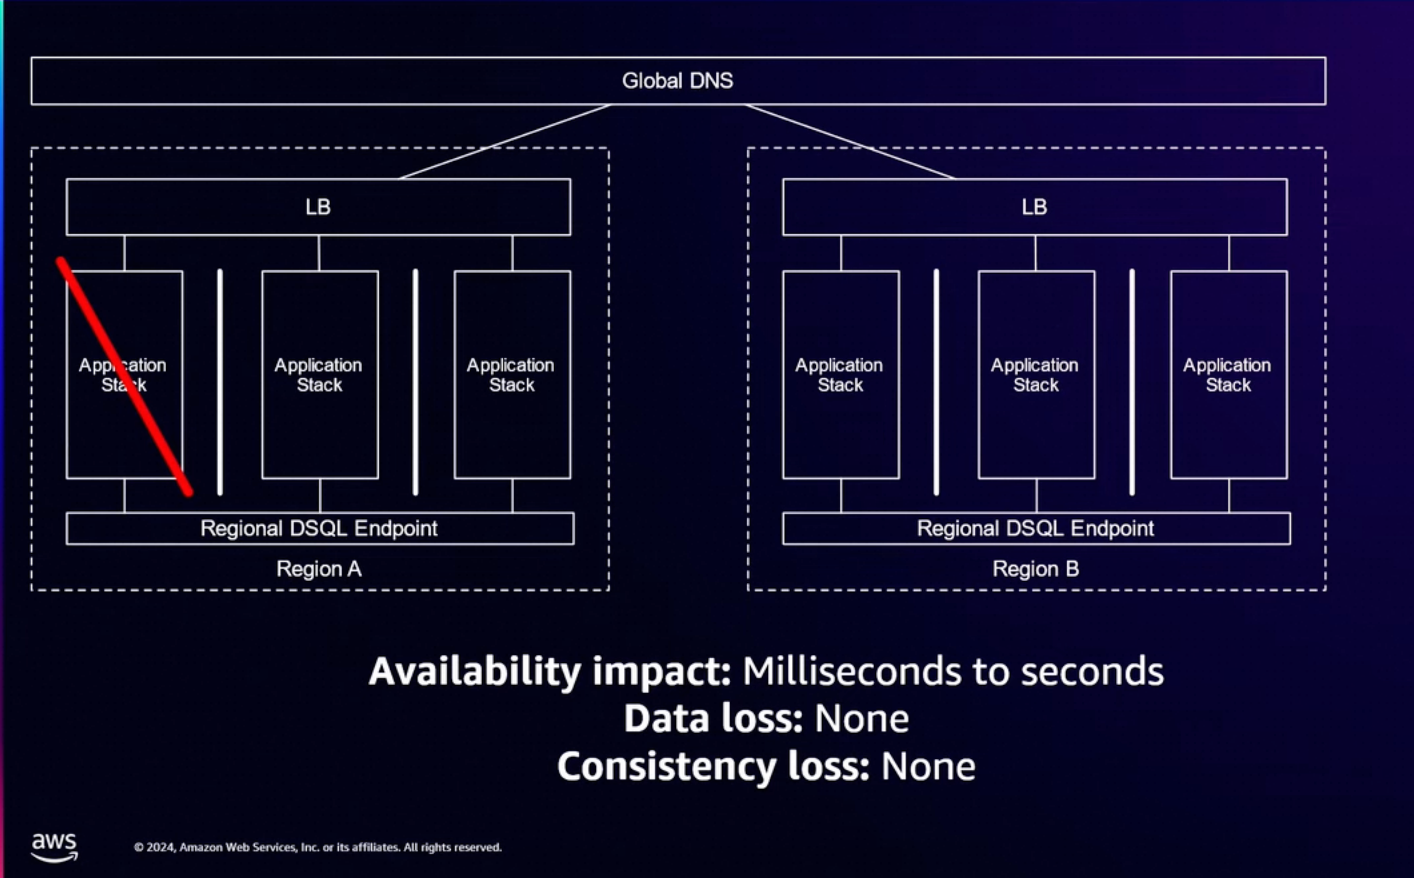 Global DNS
LB
LB
Application
Stack
Application
Stack
Application
Stack
Application
Stack
Application
Stack
Application
Stack
Regional DSQL Endpoint
Regional DSQL Endpoint
Region A
Region B
Availability impact: Milliseconds to seconds
Data loss: None
Consistency loss: None
aws
© 2024, Amazon Web Services, Inc. or its affiliates. All rights reserved.